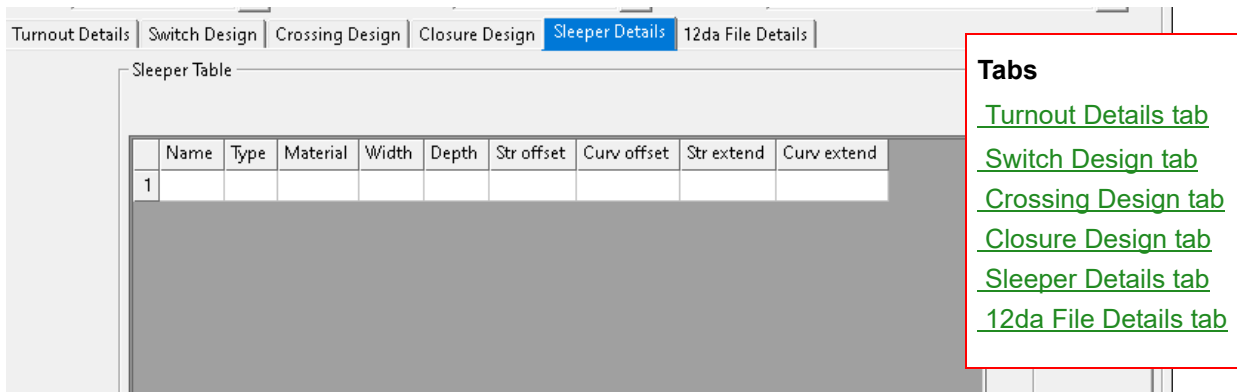 Turnout Details Switch Design Crossing Design Closure Design Sleeper Details 12da File Details
Sleeper Table
Name Type Material Width Depth Str offset Curv offset Str extend Curv extend
1
Tabs
Turnout Details tab
Switch Design tab
Crossing Design tab
Closure Design tab
Sleeper Details tab
12da File Details tab